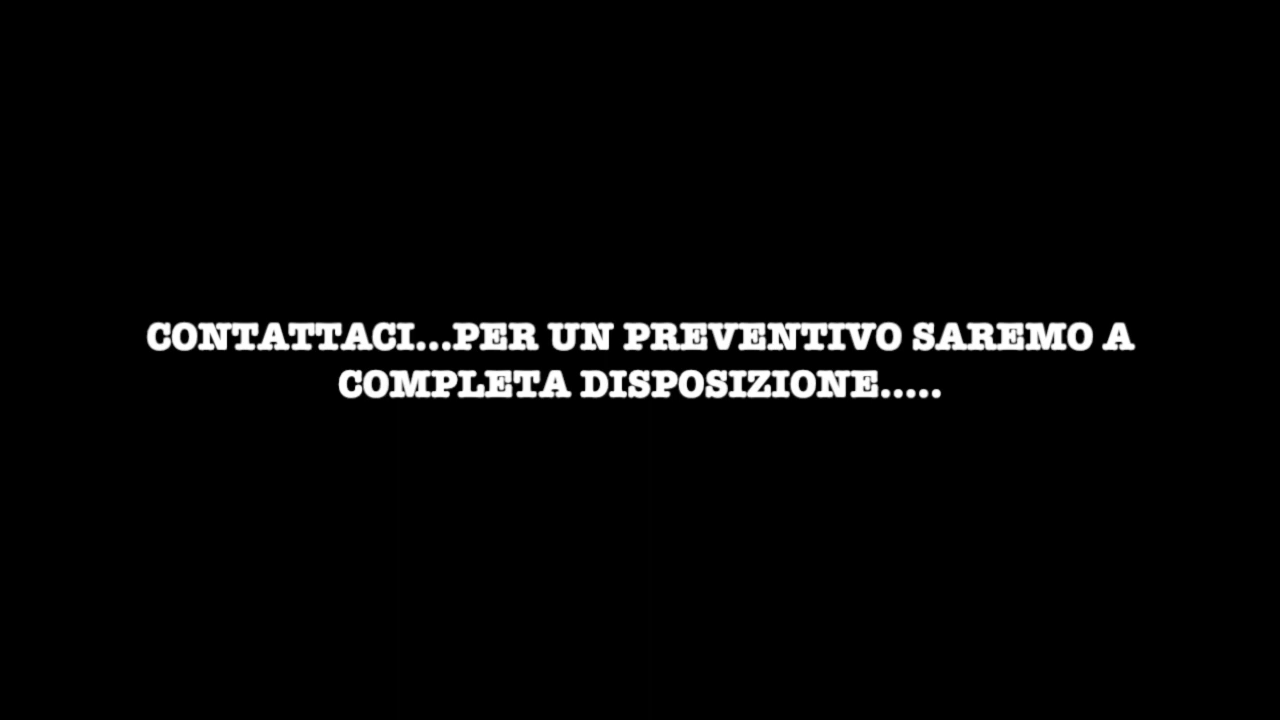 CONTATTACI...PER UN PREVENTIVO SAREMO A
COMPLETA DISPOSIZIONE.....